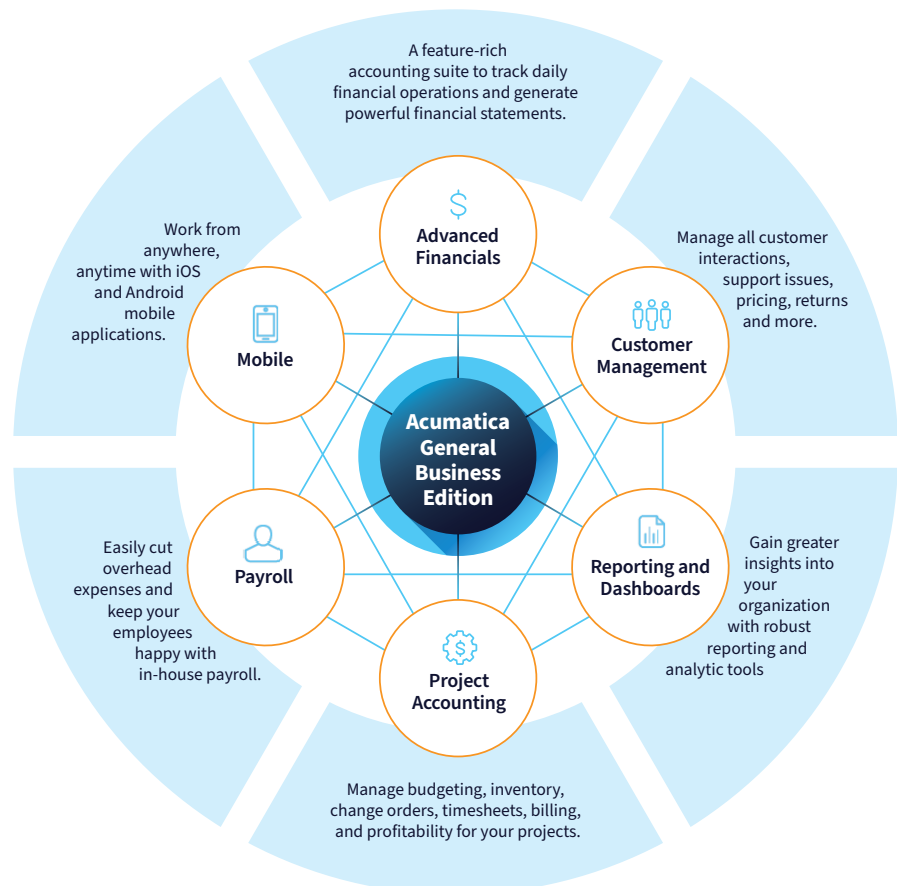 A feature-rich
accounting suite to track daily
financial operations and generate
powerful financial statements.
$
Advanced
Financials
Work from
anywhere,
anytime with iOS
and Android
mobile
applications.
Mobile
Manage all customer
interactions,
support issues,
pricing, returns
and more.
Customer
Management
Acumatica
General
Business
Edition
Easily cut
overhead
expenses and
keep your
employees
happy with
in-house payroll.
Payroll
Reporting and
Dashboards
Gain greater
insights into
your
organization
with robust
reporting and
analytic tools
$
Project
Accounting
Manage budgeting, inventory,
change orders, timesheets, billing,
and profitability for your projects.